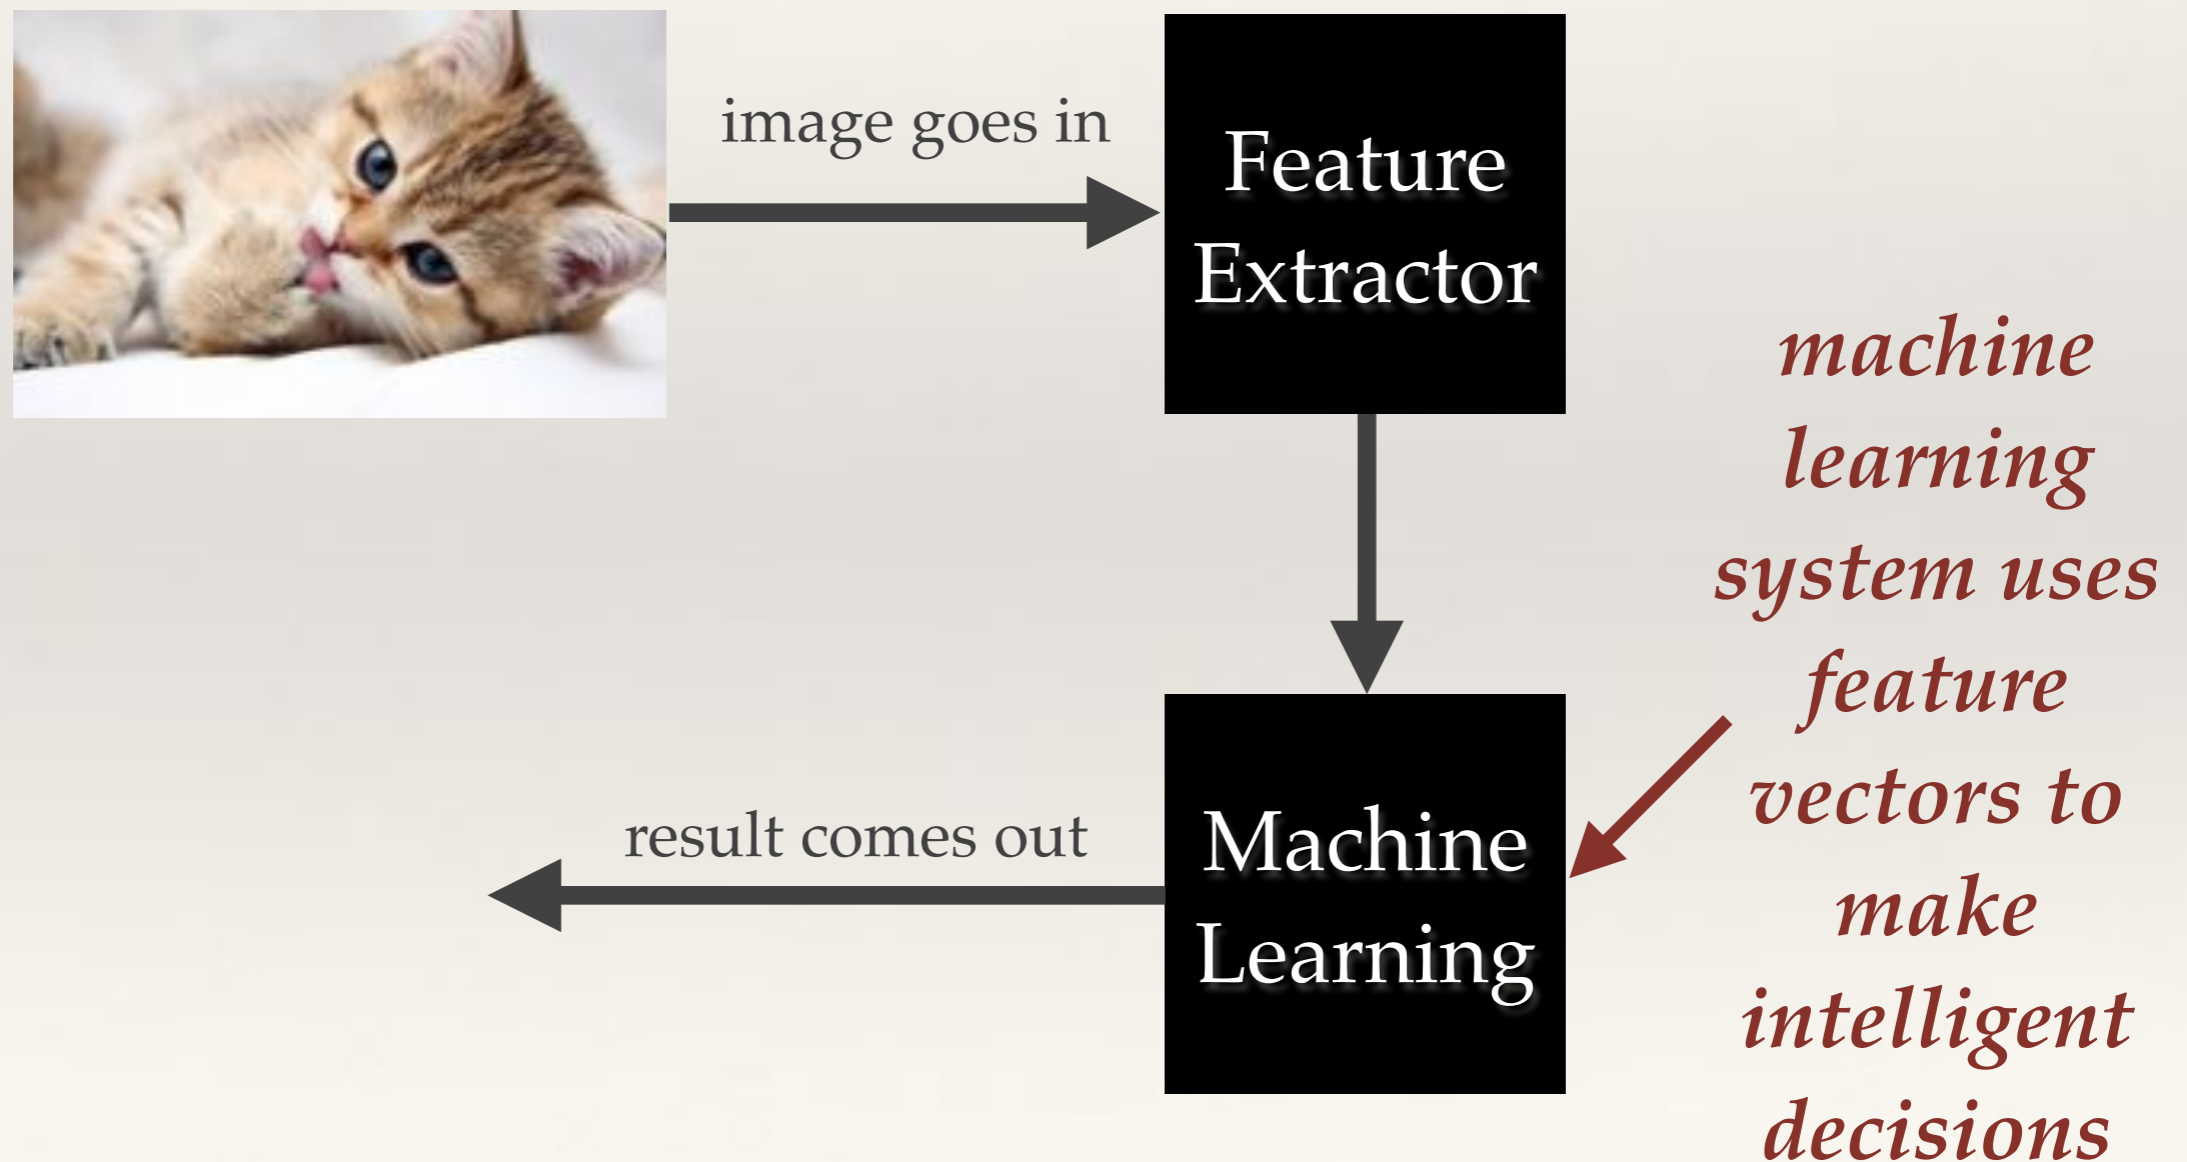 image goes in
Feature
Extractor
machine
learning
system uses
feature
vectors to
make
intelligent
decisions
result comes out
Machine
Learning